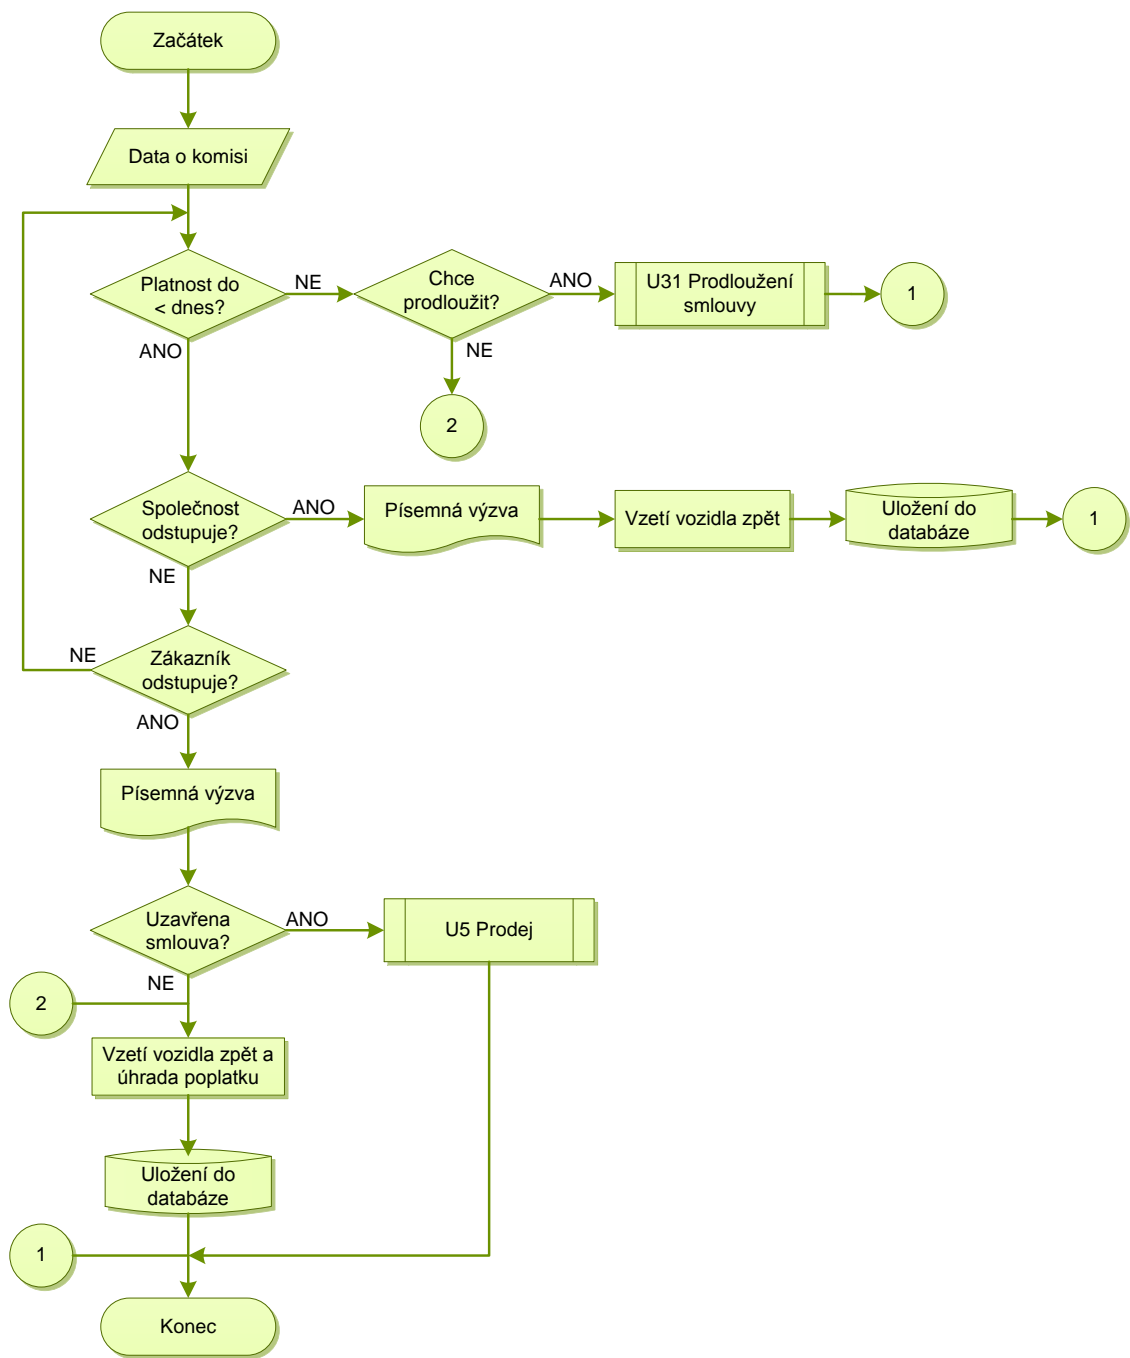 Začátek
Data o komisi
Platnost do
< dnes?
NE
Chce
prodloužit?
ANO
U31 Prodloužení
smlouvy
1
ANO
NE
2
Společnost
odstupuje?
ANO
Písemná výzva
Vzetí vozidla zpět
Uložení do
databáze
1
NE
NE
Zákazník
odstupuje?
ANO
Písemná výzva
Uzavřena
smlouva?
ANO
U5 Prodej
NE
2
Vzetí vozidla zpět a
úhrada poplatku
Uložení do
databáze
1
Konec